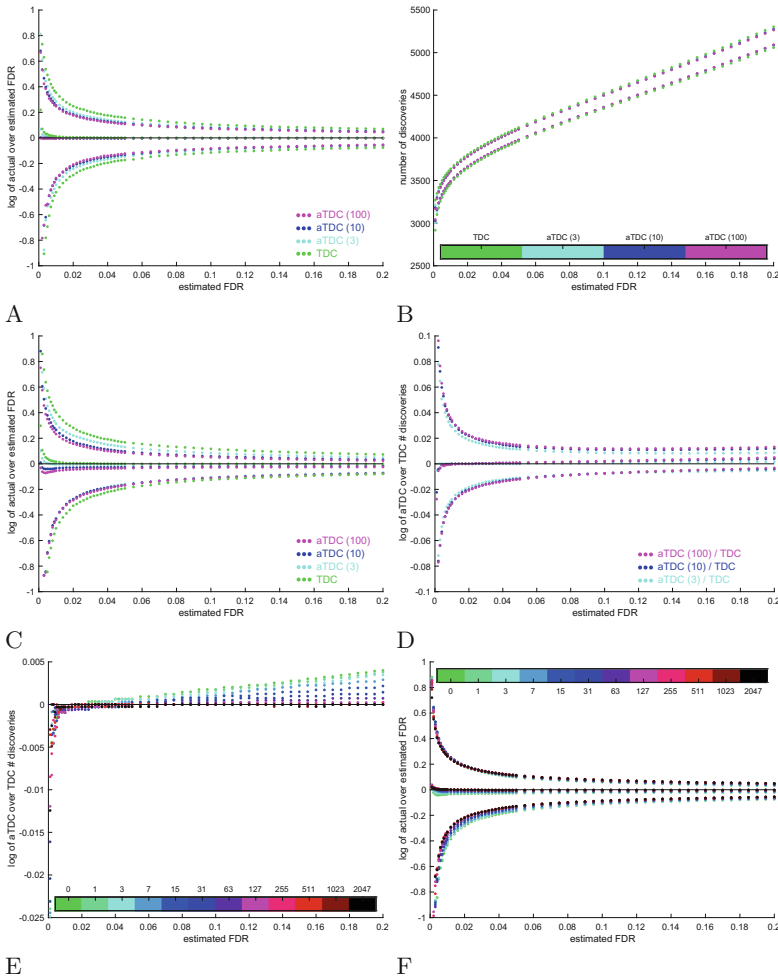 1
0.8
0.6
0.4
0.2
0
-0.2
-0.4
-0.6
-0.8
-1
log of actual over estimated FDR
aTDC (100)
aTDC (10)
aTDC (3)
TDC
0 0.02 0.04 0.06 0.08 0.1 0.12 0.14 0.16 0.18 0.2
estimated FDR
A
5500
5000
4500
4000
3500
3000
2500
number of discoveries
TDC aTDC (3) aTDC (10) aTDC (100)
0 0.02 0.04 0.06 0.08 0.1 0.12 0.14 0.16 0.18 0.2
estimated FDR
B
1
0.8
0.6
0.4
0.2
0
-0.2
-0.4
-0.6
-0.8
-1
log of actual over estimated FDR
aTDC (100)
aTDC (10)
aTDC (3)
TDC
0 0.02 0.04 0.06 0.08 0.1 0.12 0.14 0.16 0.18 0.2
estimated FDR
C
0.1
0.08
0.06
0.04
0.02
0
-0.02
-0.04
-0.06
-0.08
-0.1
log of aTDC over TDC # discoveries
aTDC (100) / TDC
aTDC (10) / TDC
aTDC (3) / TDC
0 0.02 0.04 0.06 0.08 0.1 0.12 0.14 0.16 0.18 0.2
estimated FDR
D
0.005
0
-0.005
-0.01
-0.015
-0.02
-0.025
log of aTDC over TDC # discoveries
0 1 3 7 15 31 63 127 255 511 1023 2047
0 0.02 0.04 0.06 0.08 0.1 0.12 0.14 0.16 0.18 0.2
estimated FDR
E
1
0.8
0.6
0.4
0.2
0
-0.2
-0.4
-0.6
-0.8
-1
log of actual over estimated FDR
0 1 3 7 15 31 63 127 255 511 1023 2047
0 0.02 0.04 0.06 0.08 0.1 0.12 0.14 0.16 0.18 0.2
estimated FDR
F